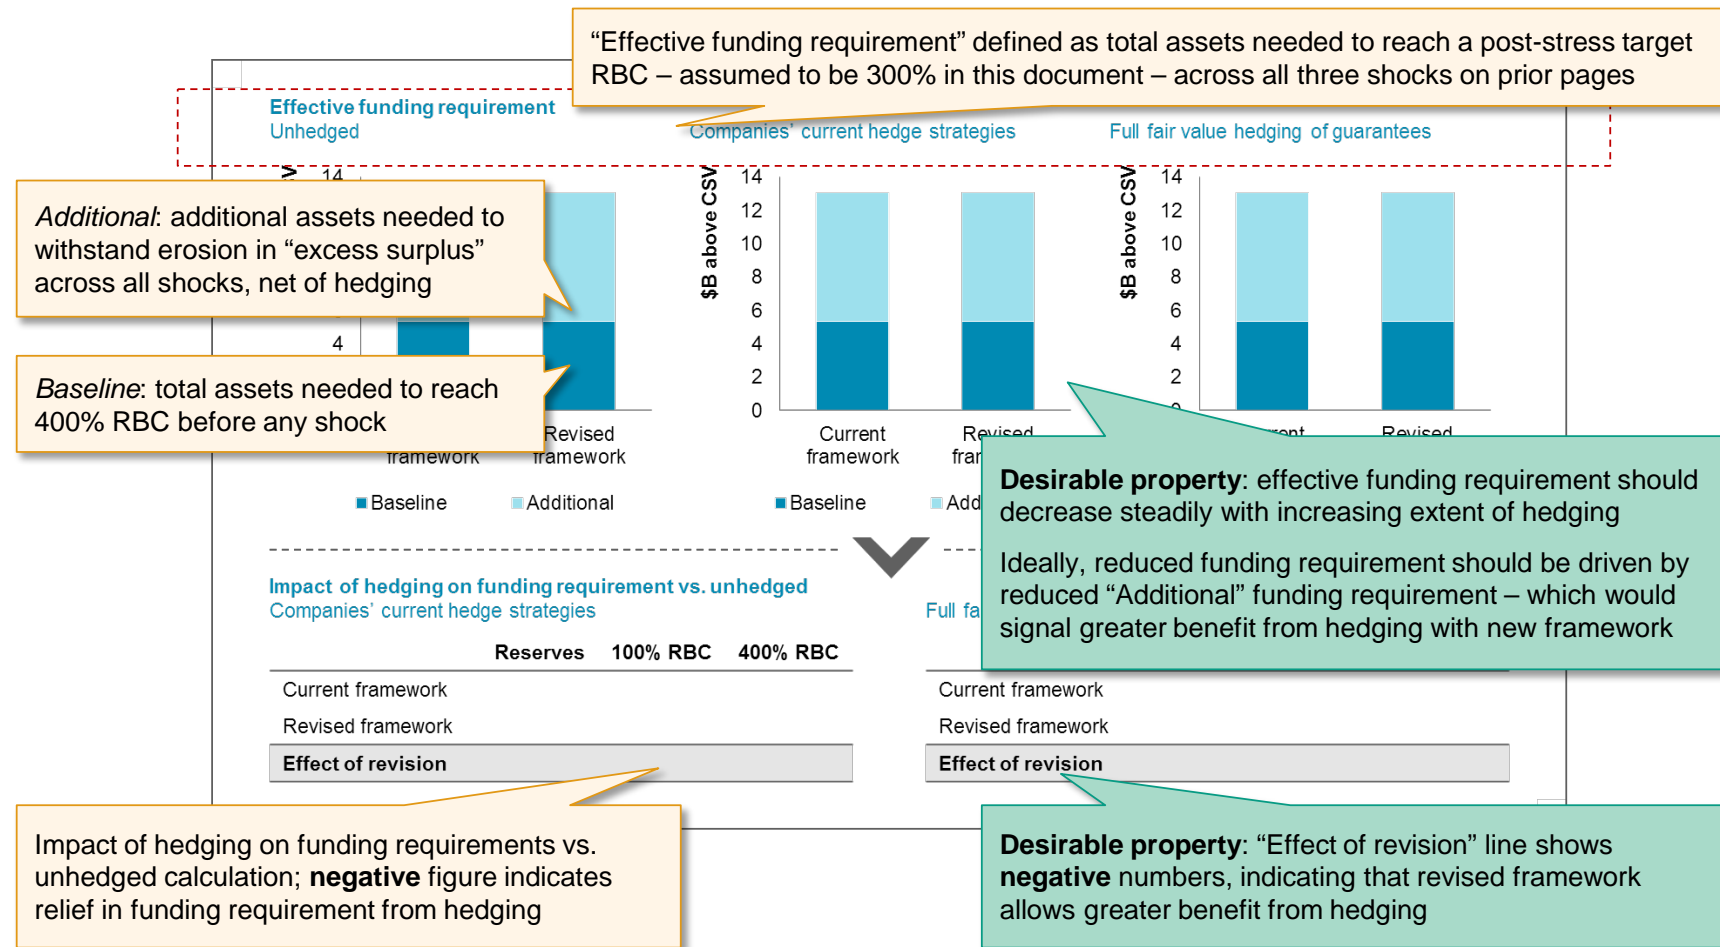 “Effective funding requirement” defined as total assets needed to reach a post-stress target
RBC – assumed to be 300% in this document – across all three shocks on prior pages
Effective funding requirement
Unhedged
Companies’ current hedge strategies
Full fair value hedging of guarantees
14
4
Additional: additional assets needed to
withstand erosion in “excess surplus”
across all shocks, net of hedging
Baseline: total assets needed to reach
400% RBC before any shock
framework
Revised
framework
Baseline
Additional
$B above CSV
14
12
10
8
6
4
2
0
Current
framework
Revised
Baseline
$B above CSV
14
12
10
8
6
4
2
0
Revised
Desirable property: effective funding requirement should
decrease steadily with increasing extent of hedging
Ideally, reduced funding requirement should be driven by
reduced “Additional” funding requirement – which would
signal greater benefit from hedging with new framework
Impact of hedging on funding requirement vs. unhedged
Companies’ current hedge strategies
Reserves 100% RBC 400% RBC
Current framework
Revised framework
Effect of revision
Full
Current framework
Revised framework
Effect of revision
Impact of hedging on funding requirements vs.
unhedged calculation; negative figure indicates
relief in funding requirement from hedging
Desirable property: “Effect of revision” line shows
negative numbers, indicating that revised framework
allows greater benefit from hedging